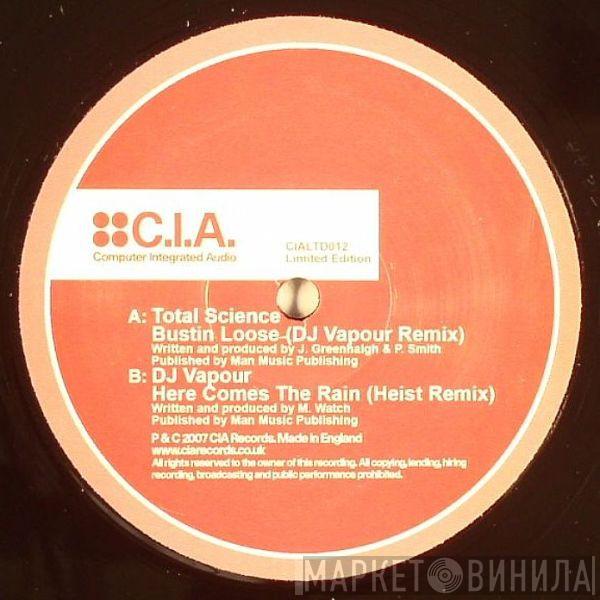 C.I.A.
Computer Integrated Audio
CIALTD012
Limited Edition
A: Total Science
Bustin Loose (DJ Vapour Remix)
Written and produced by J. Greenhalgh & P. Smith
Published by Man Music Publishing
B: DJ Vapour
Here Comes The Rain (Heist Remix)
Written and produced by M. Watch
Published by Man Music Publishing
P & C 2007 CIA Records. Made in England
www.ciarecords.co.uk
All rights reserved to the owner of this recording. All copying, lending, hiring
recording, broadcasting and public performance prohibited.
МАРКЕТ ВИНИЛА